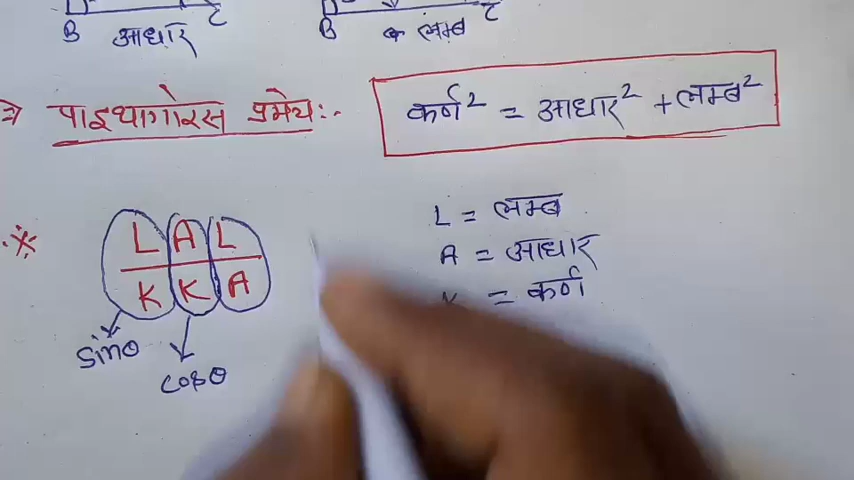 B आधार C
B लम्ब C
⇒ पाइथागोरस प्रमेय:- कर्ण² = आधार² + लम्ब²
L = लम्ब
※ L A L
A = आधार
K K A
= कर्ण
sinθ
cosθ